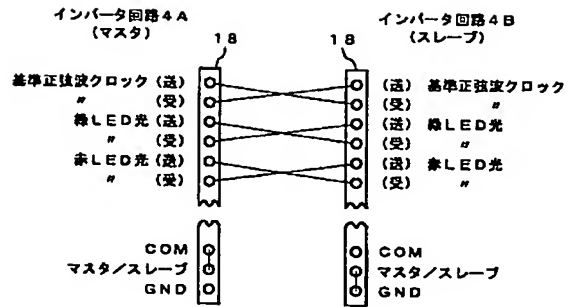 インバータ回路4A
(マスタ)
インバータ回路4B
(スレーブ)
18
18
基準正弦波クロック(送)
〃 (受)
緑LED光(送)
〃 (受)
赤LED光(送)
〃 (受)
(送) 基準正弦波クロック
(受) 〃
(送) 緑LED光
(受) 〃
(送) 赤LED光
(受) 〃
COM
マスタ/スレーブ
GND
COM
マスタ/スレーブ
GND